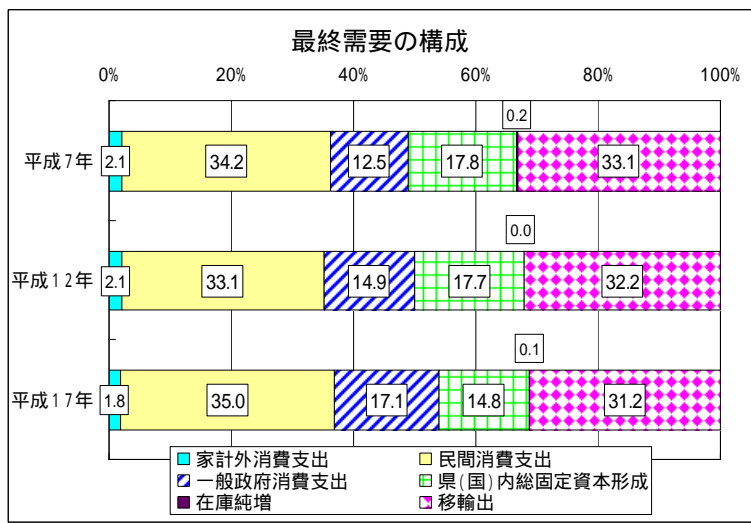 最終需要の構成
0% 20% 40% 60% 80% 100%
0.2
平成7年 2.1 34.2 12.5 17.8 33.1
0.0
平成12年 2.1 33.1 14.9 17.7 32.2
0.1
平成17年 1.8 35.0 17.1 14.8 31.2
家計外消費支出 民間消費支出
一般政府消費支出 県(国)内総固定資本形成
在庫純増 移輸出